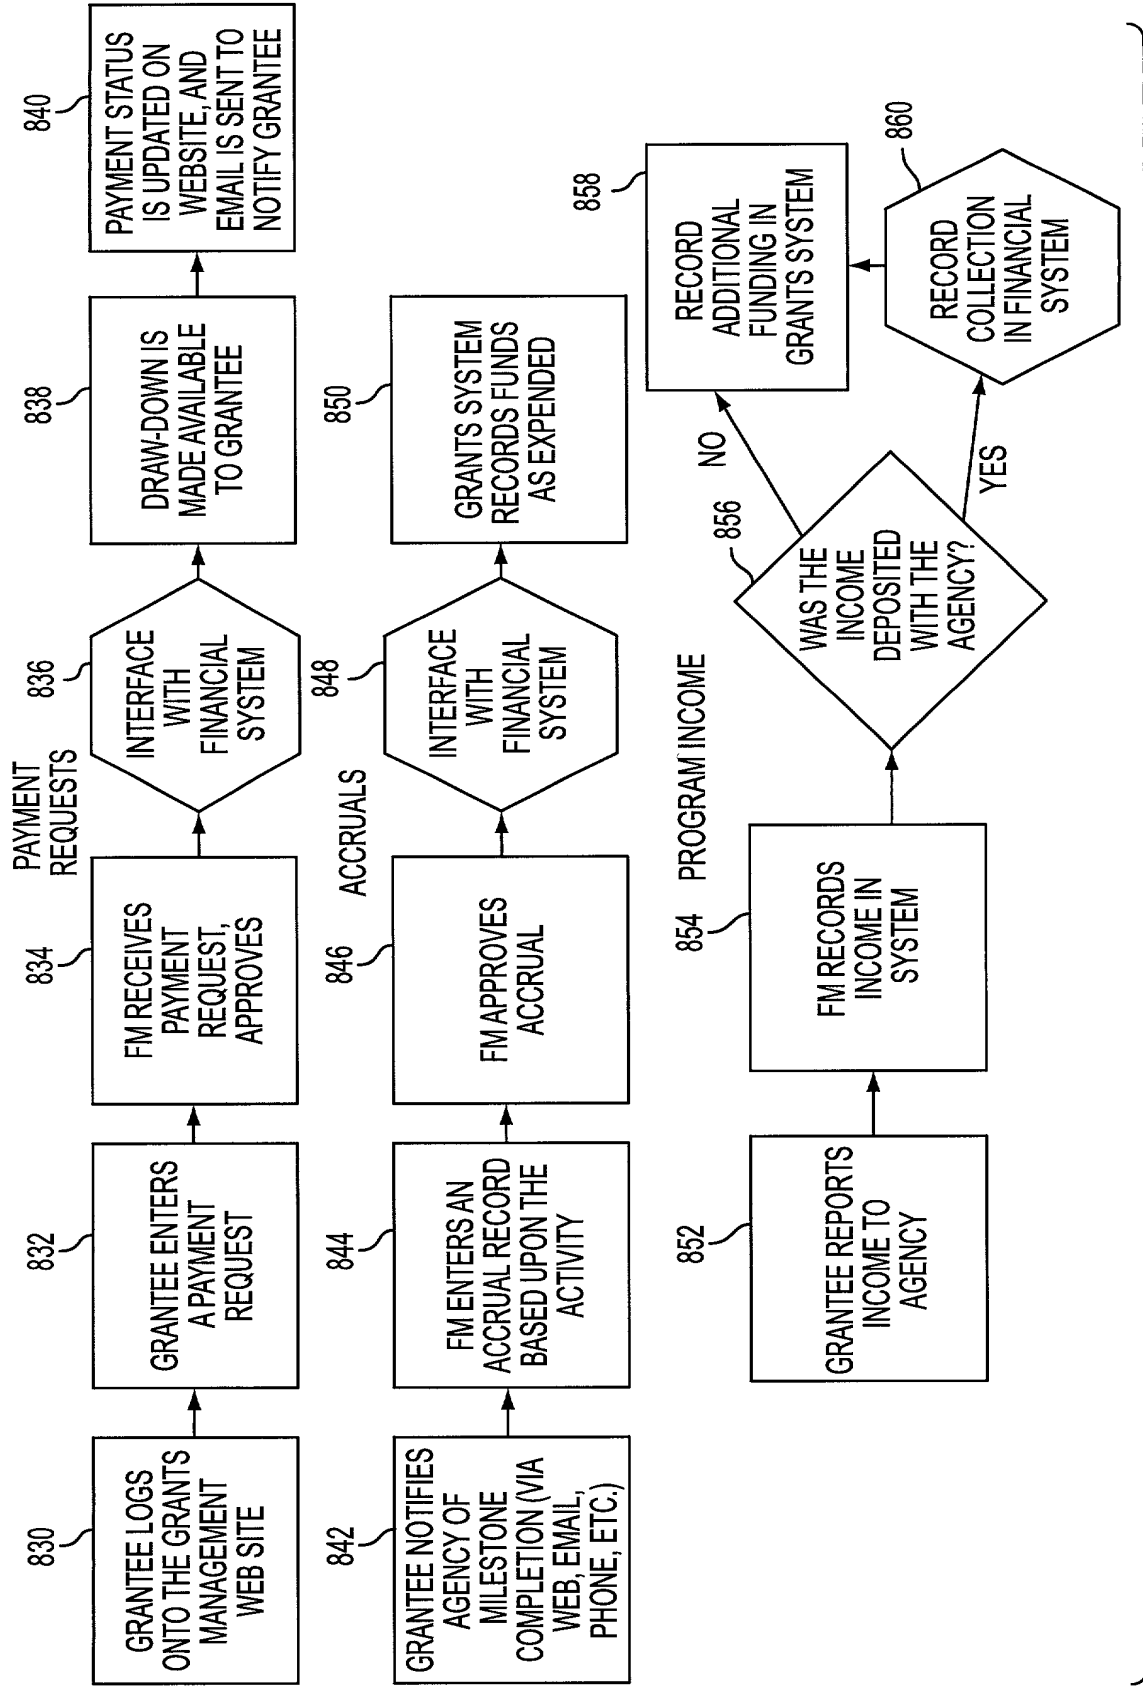 PAYMENT
REQUESTS
830
GRANTEE LOGS
ONTO THE GRANTS
MANAGEMENT
WEB SITE
832
GRANTEE ENTERS
A PAYMENT
REQUEST
834
FM RECEIVES
PAYMENT
REQUEST,
APPROVES
836
INTERFACE
WITH
FINANCIAL
SYSTEM
838
DRAW-DOWN IS
MADE AVAILABLE
TO GRANTEE
840
PAYMENT STATUS
IS UPDATED ON
WEBSITE, AND
EMAIL IS SENT TO
NOTIFY GRANTEE
ACCRUALS
842
GRANTEE NOTIFIES
AGENCY OF
MILESTONE
COMPLETION (VIA
WEB, EMAIL,
PHONE, ETC.)
844
FM ENTERS AN
ACCRUAL RECORD
BASED UPON THE
ACTIVITY
846
FM APPROVES
ACCRUAL
848
INTERFACE
WITH
FINANCIAL
SYSTEM
850
GRANTS SYSTEM
RECORDS FUNDS
AS EXPENDED
PROGRAM INCOME
852
GRANTEE REPORTS
INCOME TO
AGENCY
854
FM RECORDS
INCOME IN
SYSTEM
856
WAS THE
INCOME
DEPOSITED
WITH THE
AGENCY?
NO
YES
858
RECORD
ADDITIONAL
FUNDING IN
GRANTS SYSTEM
860
RECORD
COLLECTION
IN FINANCIAL
SYSTEM